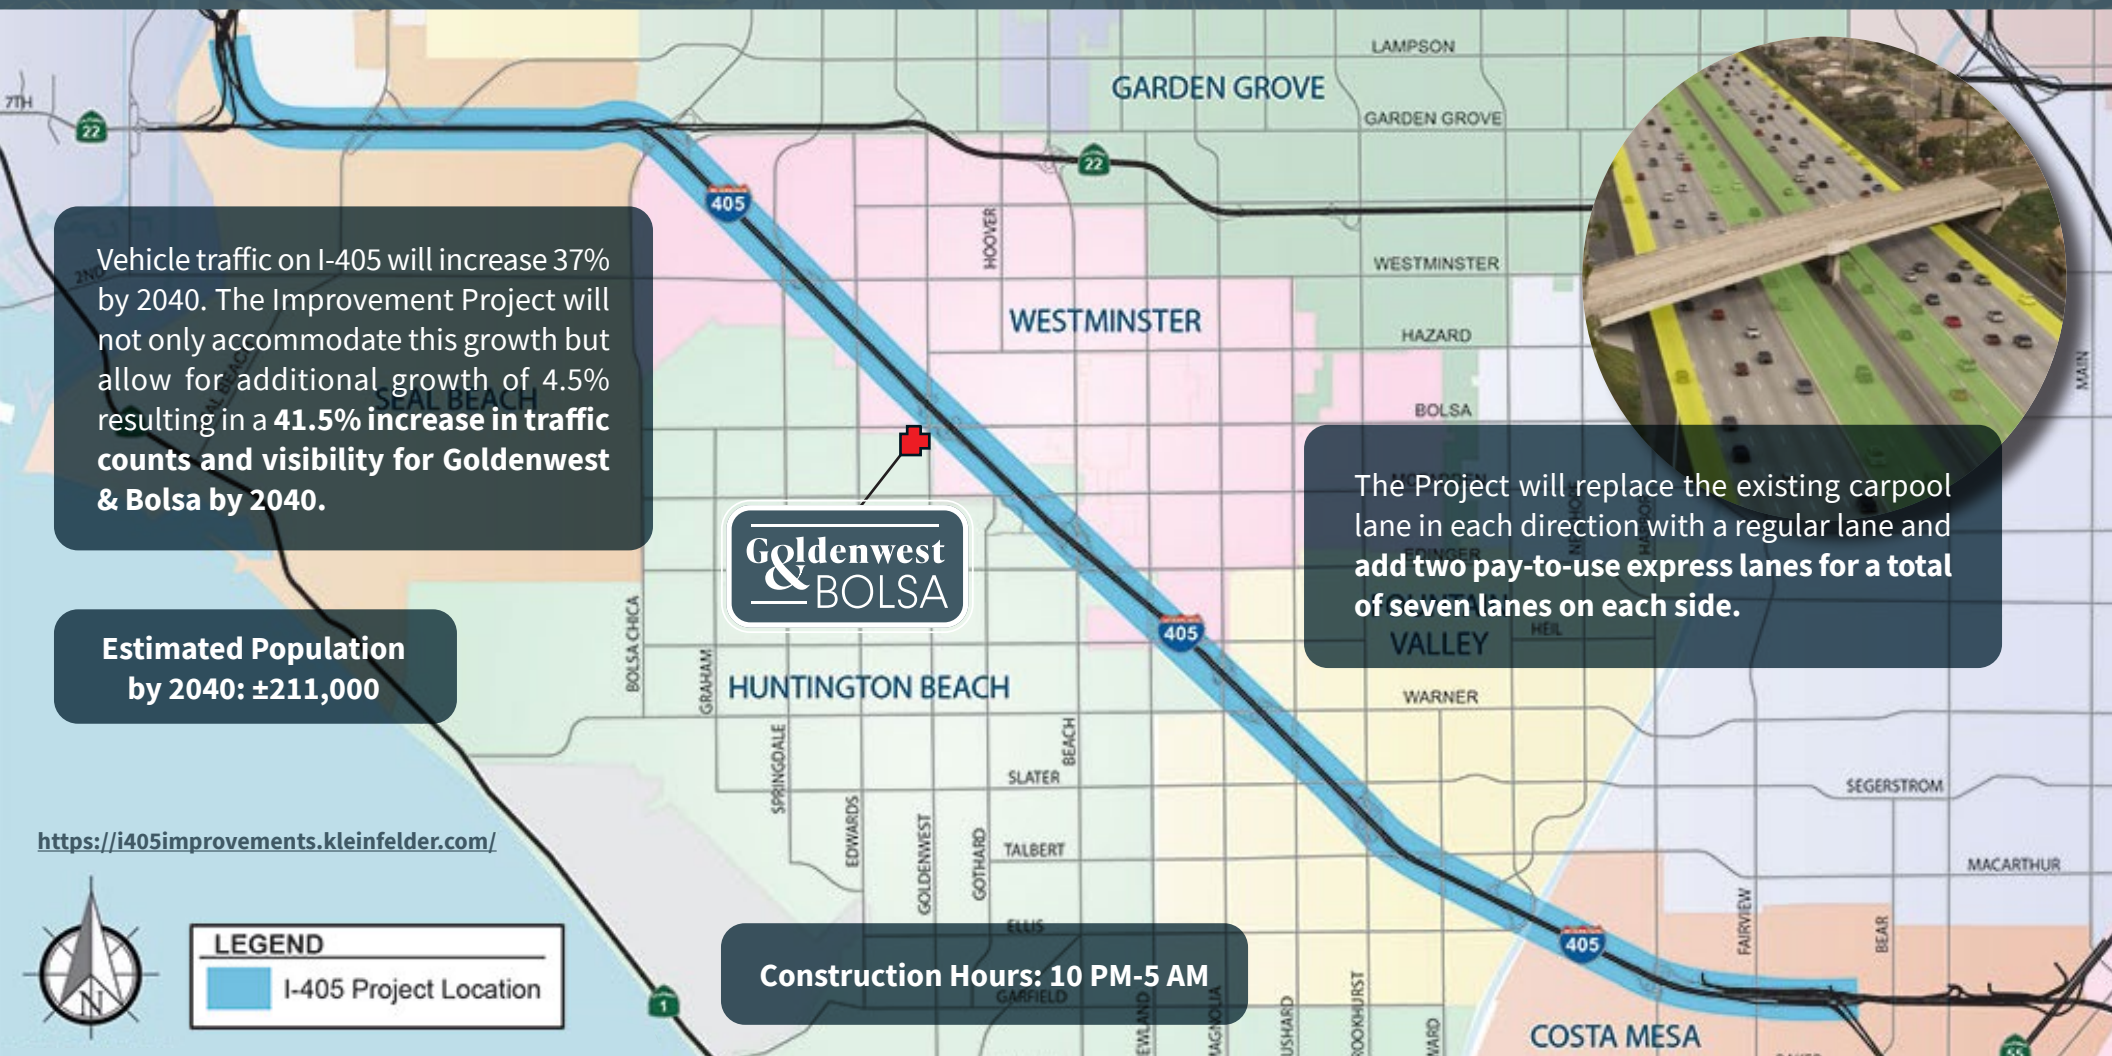 LAMPSON
GARDEN GROVE
7TH
22
GARDEN GROVE
22
405
HOOVER
WESTMINSTER
Vehicle traffic on I-405 will increase 37%
by 2040. The Improvement Project will
not only accommodate this growth but
allow for additional growth of 4.5%
resulting in a 41.5% increase in traffic
counts and visibility for Goldenwest
& Bolsa by 2040.
2ND
SEAL BEACH
WESTMINSTER
HAZARD
MAIN
BOLSA
The Project will replace the existing carpool
lane in each direction with a regular lane and
add two pay-to-use express lanes for a total
of seven lanes on each side.
EDINGER
VALLEY
HEIL
Goldenwest
& BOLSA
405
Estimated Population
by 2040: ±211,000
BOLSA CHICA
GRAHAM
HUNTINGTON BEACH
WARNER
SPRINGDALE
BEACH
SLATER
SEGERSTROM
https://i405improvements.kleinfelder.com/
EDWARDS
GOLDENWEST
GOTHARD
TALBERT
MACARTHUR
FAIRVIEW
BEAR
ELLIS
405
LEGEND
I-405 Project Location
N
1
Construction Hours: 10 PM-5 AM
GARFIELD
MAGNOLIA
COSTA MESA
55